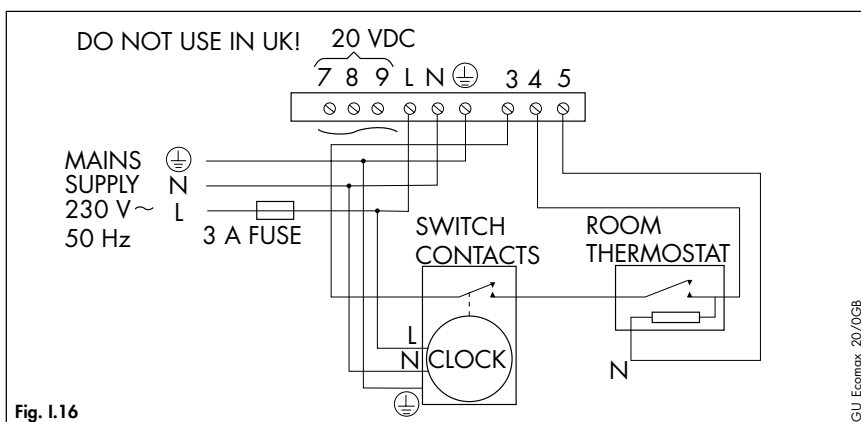 DO NOT USE IN UK! 20 VDC
7 8 9 L N 3 4 5
MAINS
SUPPLY N
230 V~ L
50 Hz 3 A FUSE
SWITCH
CONTACTS
ROOM
THERMOSTAT
L
N CLOCK
N
Fig. I.16
GU Ecomax 20/0GB